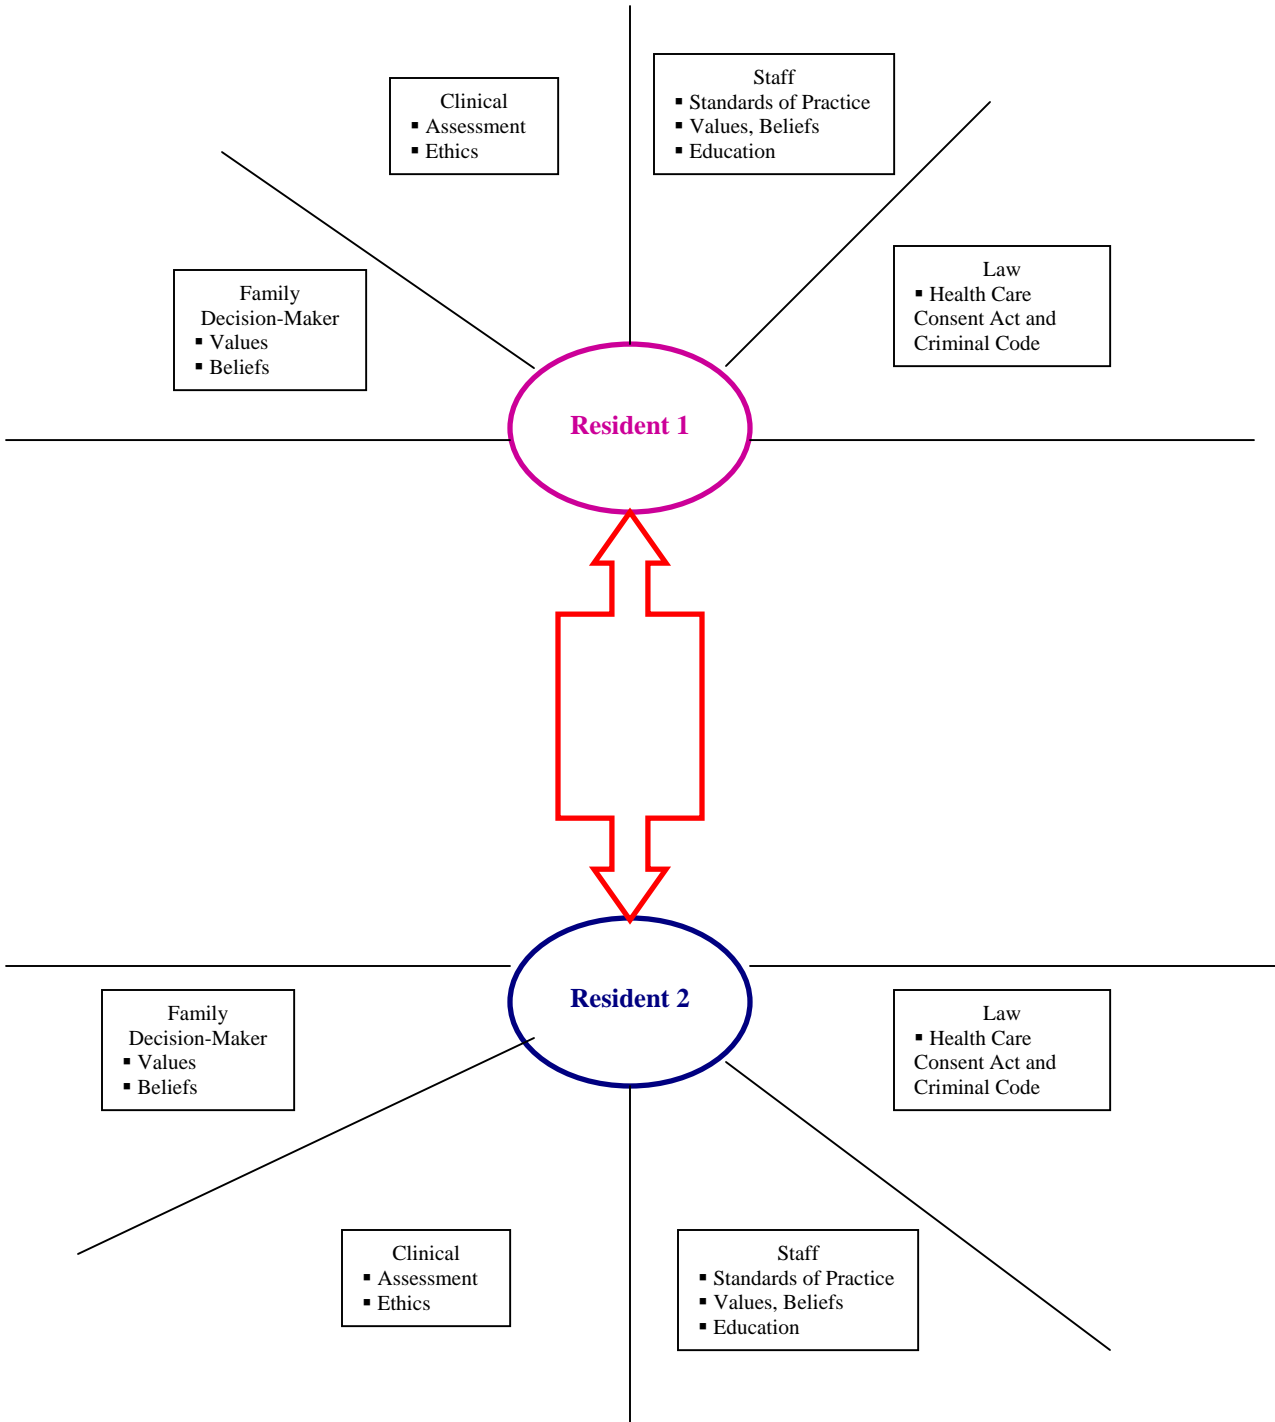 Clinical
▪ Assessment
▪ Ethics
Staff
▪ Standards of Practice
▪ Values, Beliefs
▪ Education
Family
Decision-Maker
▪ Values
▪ Beliefs
Law
▪ Health Care
Consent Act and
Criminal Code
Resident 1
Resident 2
Family
Decision-Maker
▪ Values
▪ Beliefs
Law
▪ Health Care
Consent Act and
Criminal Code
Clinical
▪ Assessment
▪ Ethics
Staff
▪ Standards of Practice
▪ Values, Beliefs
▪ Education